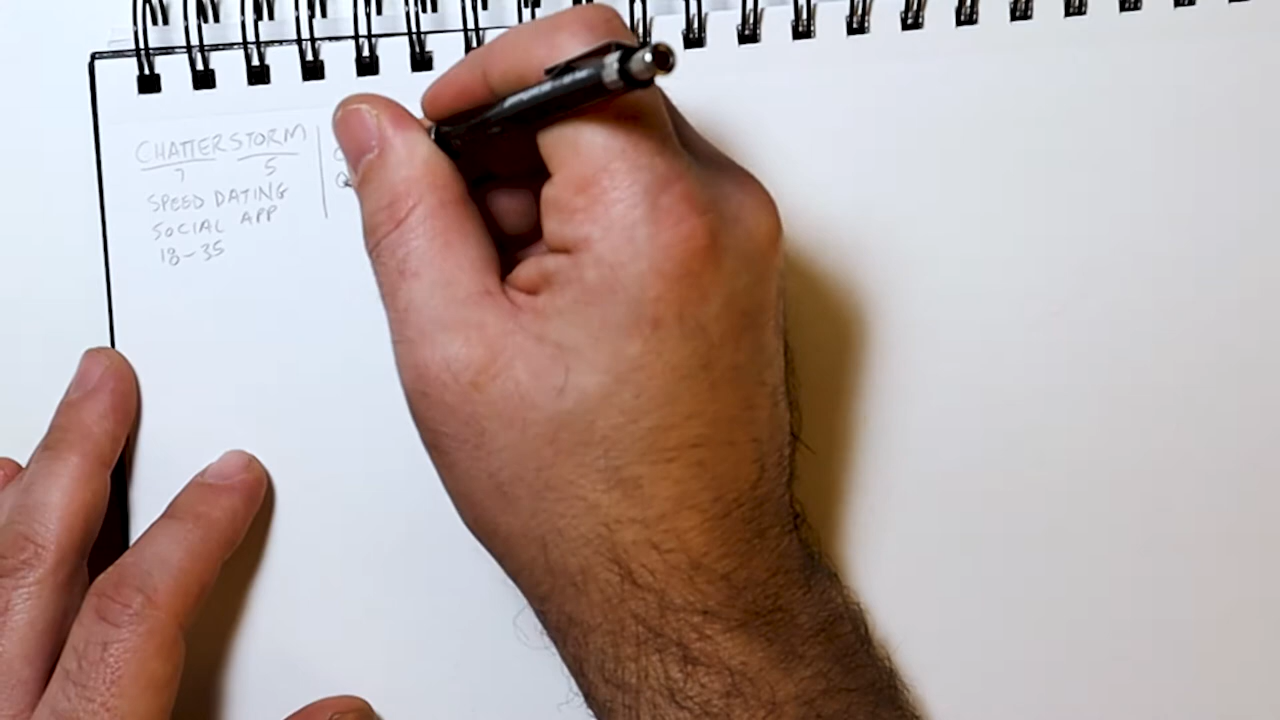 CHATTERSTORM
7 5
SPEED DATING
SOCIAL APP
18-35